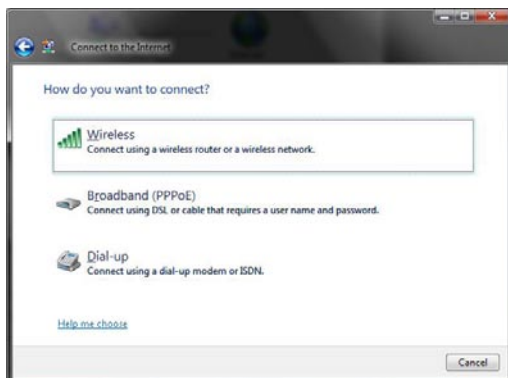 Connect to the Internet
How do you want to connect?
Wireless
Connect using a wireless router or a wireless network.
Broadband (PPPoE)
Connect using DSL or cable that requires a user name and password.
Dial-up
Connect using a dial-up modem or ISDN.
Help me choose
Cancel